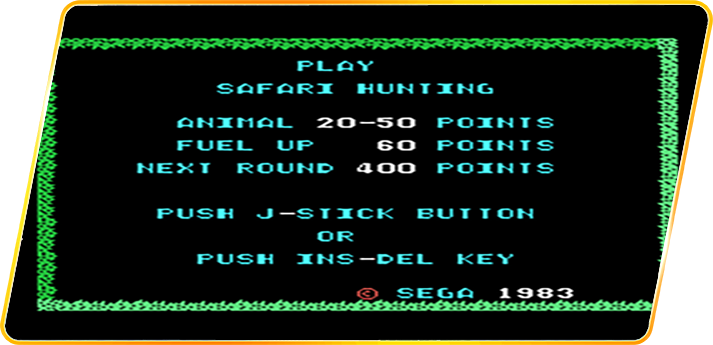 PLAY
SAFARI HUNTING
ANIMAL 20-50 POINTS
FUEL UP 60 POINTS
NEXT ROUND 400 POINTS
PUSH J-STICK BUTTON
OR
PUSH INS-DEL KEY
© SEGA 1983